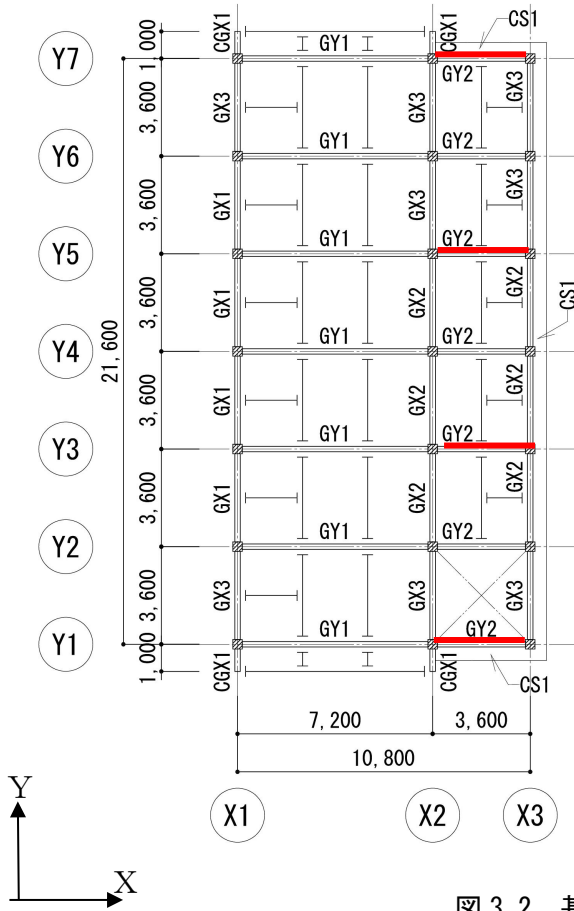 CGX1 GY1 CGX1 CS1
1,000
Y7
GY2
3,600 GX3 GX3 GX3
Y6 GY1 GY2
3,600 GX1 GX3 GX3
Y5 GY1 GY2
3,600 GX1 GX2 GX2 CS1
Y4 GY1
21,600
3,600 GX1 GX2 GX2
Y3 GY1 GY2
3,600 GX1 GX2 GX2
Y2 GY1 GY2
3,600 GX3 GX3 GX3
Y1 GY1 GY2
1,000 CGX1 CGX1 CS1
7,200 3,600
10,800
X1 X2 X3
Y
X
図 3.2 基